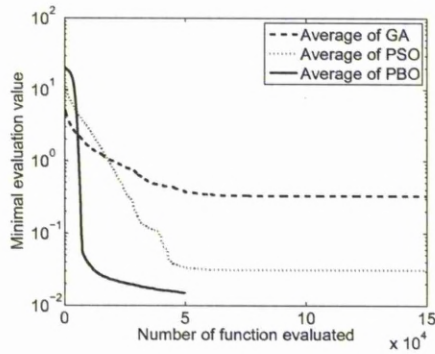 10^2
10^1
10^0
10^-1
10^-2
Minimal evaluation value
Average of GA
Average of PSO
Average of PBO
0 5 10 15
Number of function evaluated
x 10^4